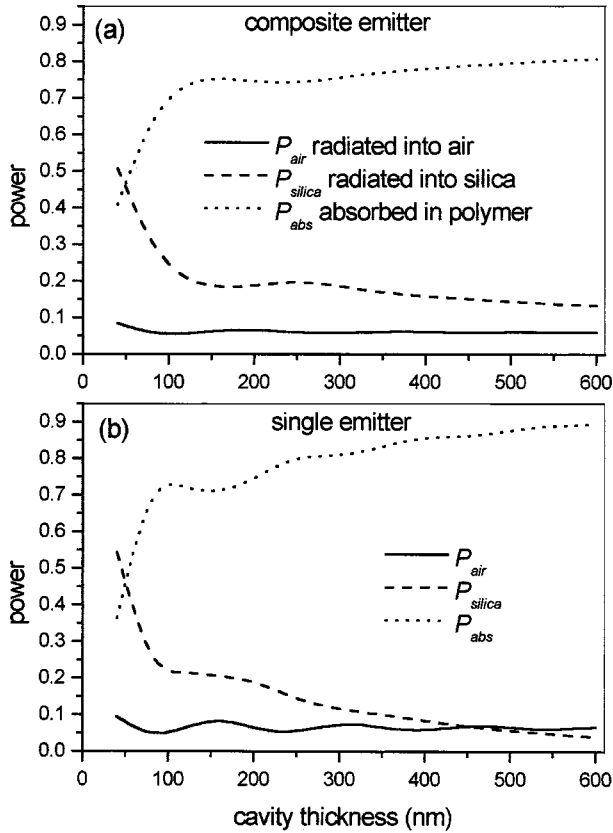 (a) composite emitter
P_air radiated into air
P_silica radiated into silica
P_abs absorbed in polymer
power
0.9
0.8
0.7
0.6
0.5
0.4
0.3
0.2
0.1
0.0
0 100 200 300 400 500 600
(b) single emitter
P_air
P_silica
P_abs
power
0.9
0.8
0.7
0.6
0.5
0.4
0.3
0.2
0.1
0.0
0 100 200 300 400 500 600
cavity thickness (nm)